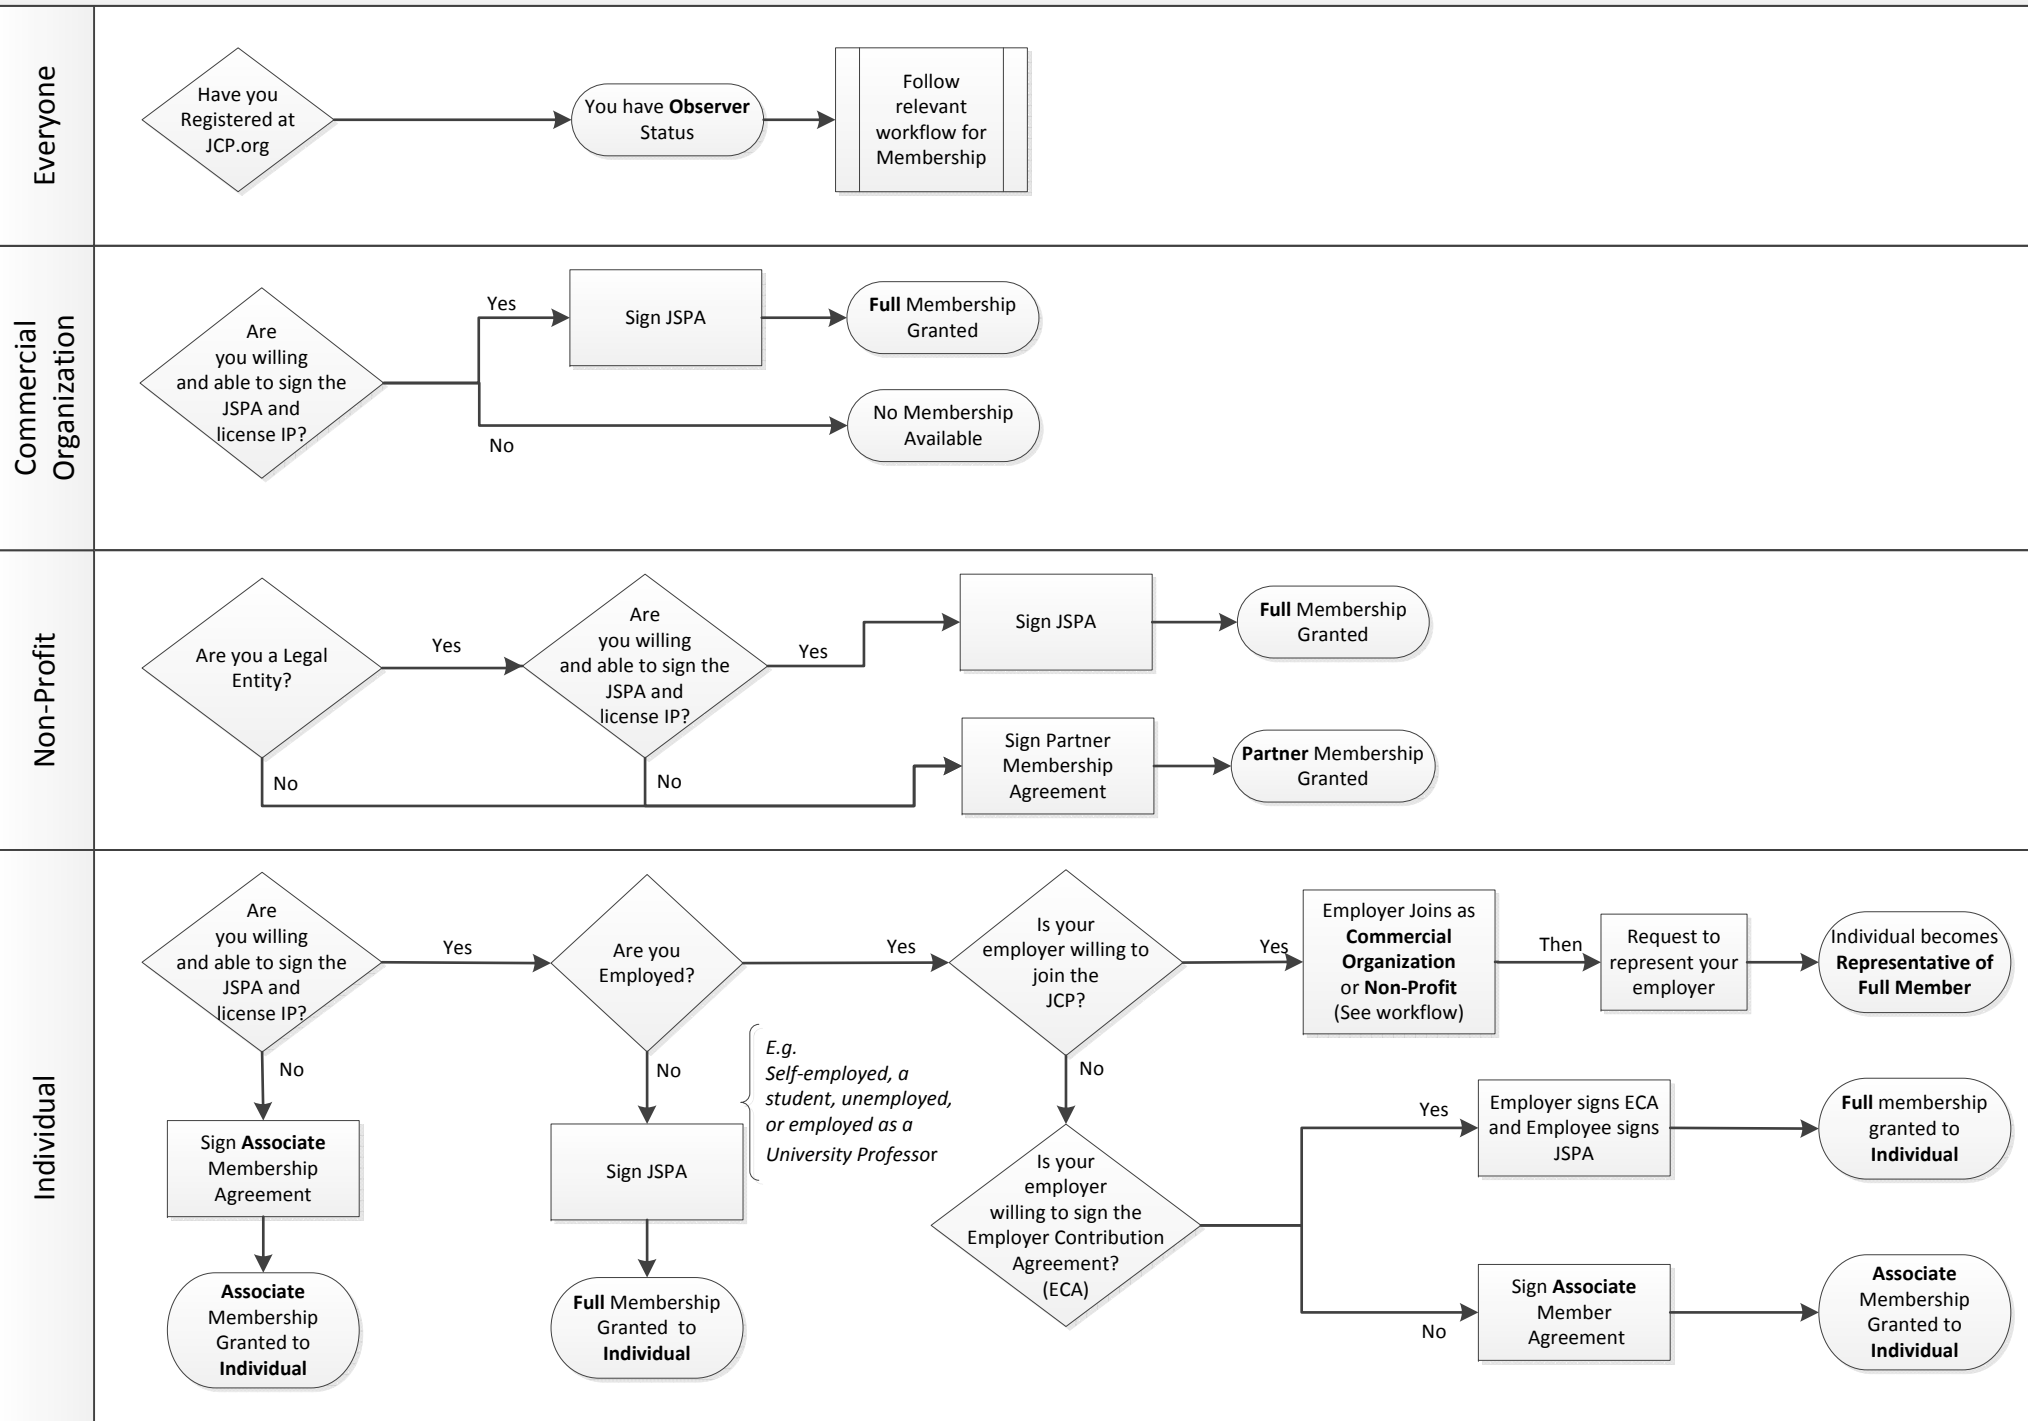 Everyone
Have you
Registered at
JCP.org
You have Observer
Status
Follow
relevant
workflow for
Membership
Commercial
Organization
Are
you willing
and able to sign the
JSPA and
license IP?
Yes
Sign JSPA
Full Membership
Granted
No
No Membership
Available
Non-Profit
Are you a Legal
Entity?
Yes
Are
you willing
and able to sign the
JSPA and
license IP?
Yes
Sign JSPA
Full Membership
Granted
No
No
Sign Partner
Membership
Agreement
Partner Membership
Granted
Individual
Are
you willing
and able to sign the
JSPA and
license IP?
Yes
Are you
Employed?
Yes
Is your
employer willing to
join the
JCP?
Yes
Employer Joins as
Commercial
Organization
or Non-Profit
(See workflow)
Then
Request to
represent your
employer
Individual becomes
Representative of
Full Member
No
Sign Associate
Membership
Agreement
Associate
Membership
Granted to
Individual
No
E.g.
Self-employed, a
student, unemployed,
or employed as a
University Professor
Sign JSPA
Full Membership
Granted to
Individual
No
Is your
employer
willing to sign the
Employer Contribution
Agreement?
(ECA)
Yes
Employer signs ECA
and Employee signs
JSPA
Full membership
granted to
Individual
No
Sign Associate
Member
Agreement
Associate
Membership
Granted to
Individual